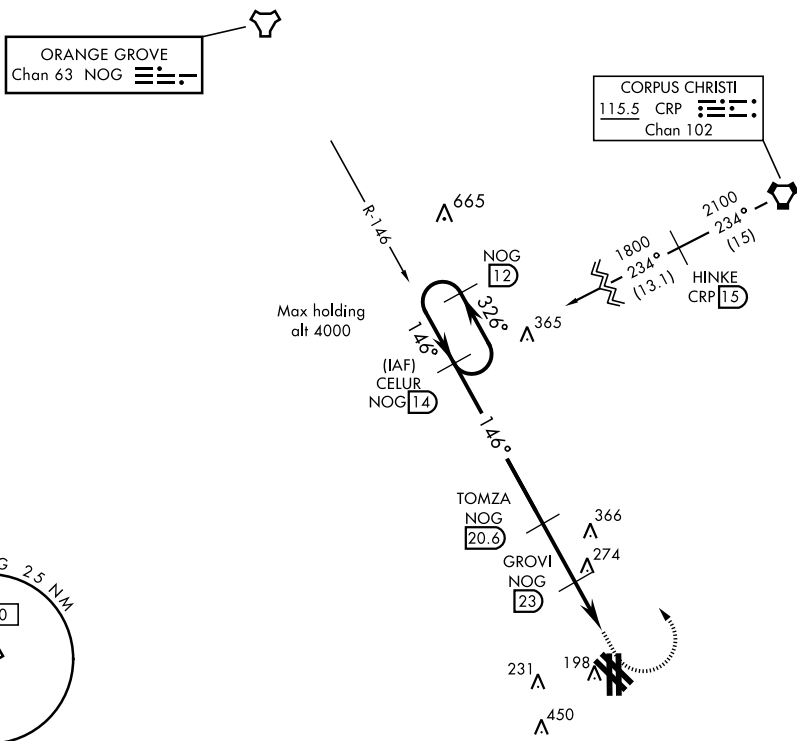 ORANGE GROVE
Chan 63 NOG
CORPUS CHRISTI
115.5 CRP
Chan 102
R-146
665
2100
234°
(15)
1800
234°
(13.1)
HINKE
CRP 15
NOG
12
326°
365
Max holding
alt 4000
146°
(IAF)
CELUR
NOG 14
146°
TOMZA
NOG
20.6
366
GROVI
NOG
23
274
G 25 NM
0
231
198
450